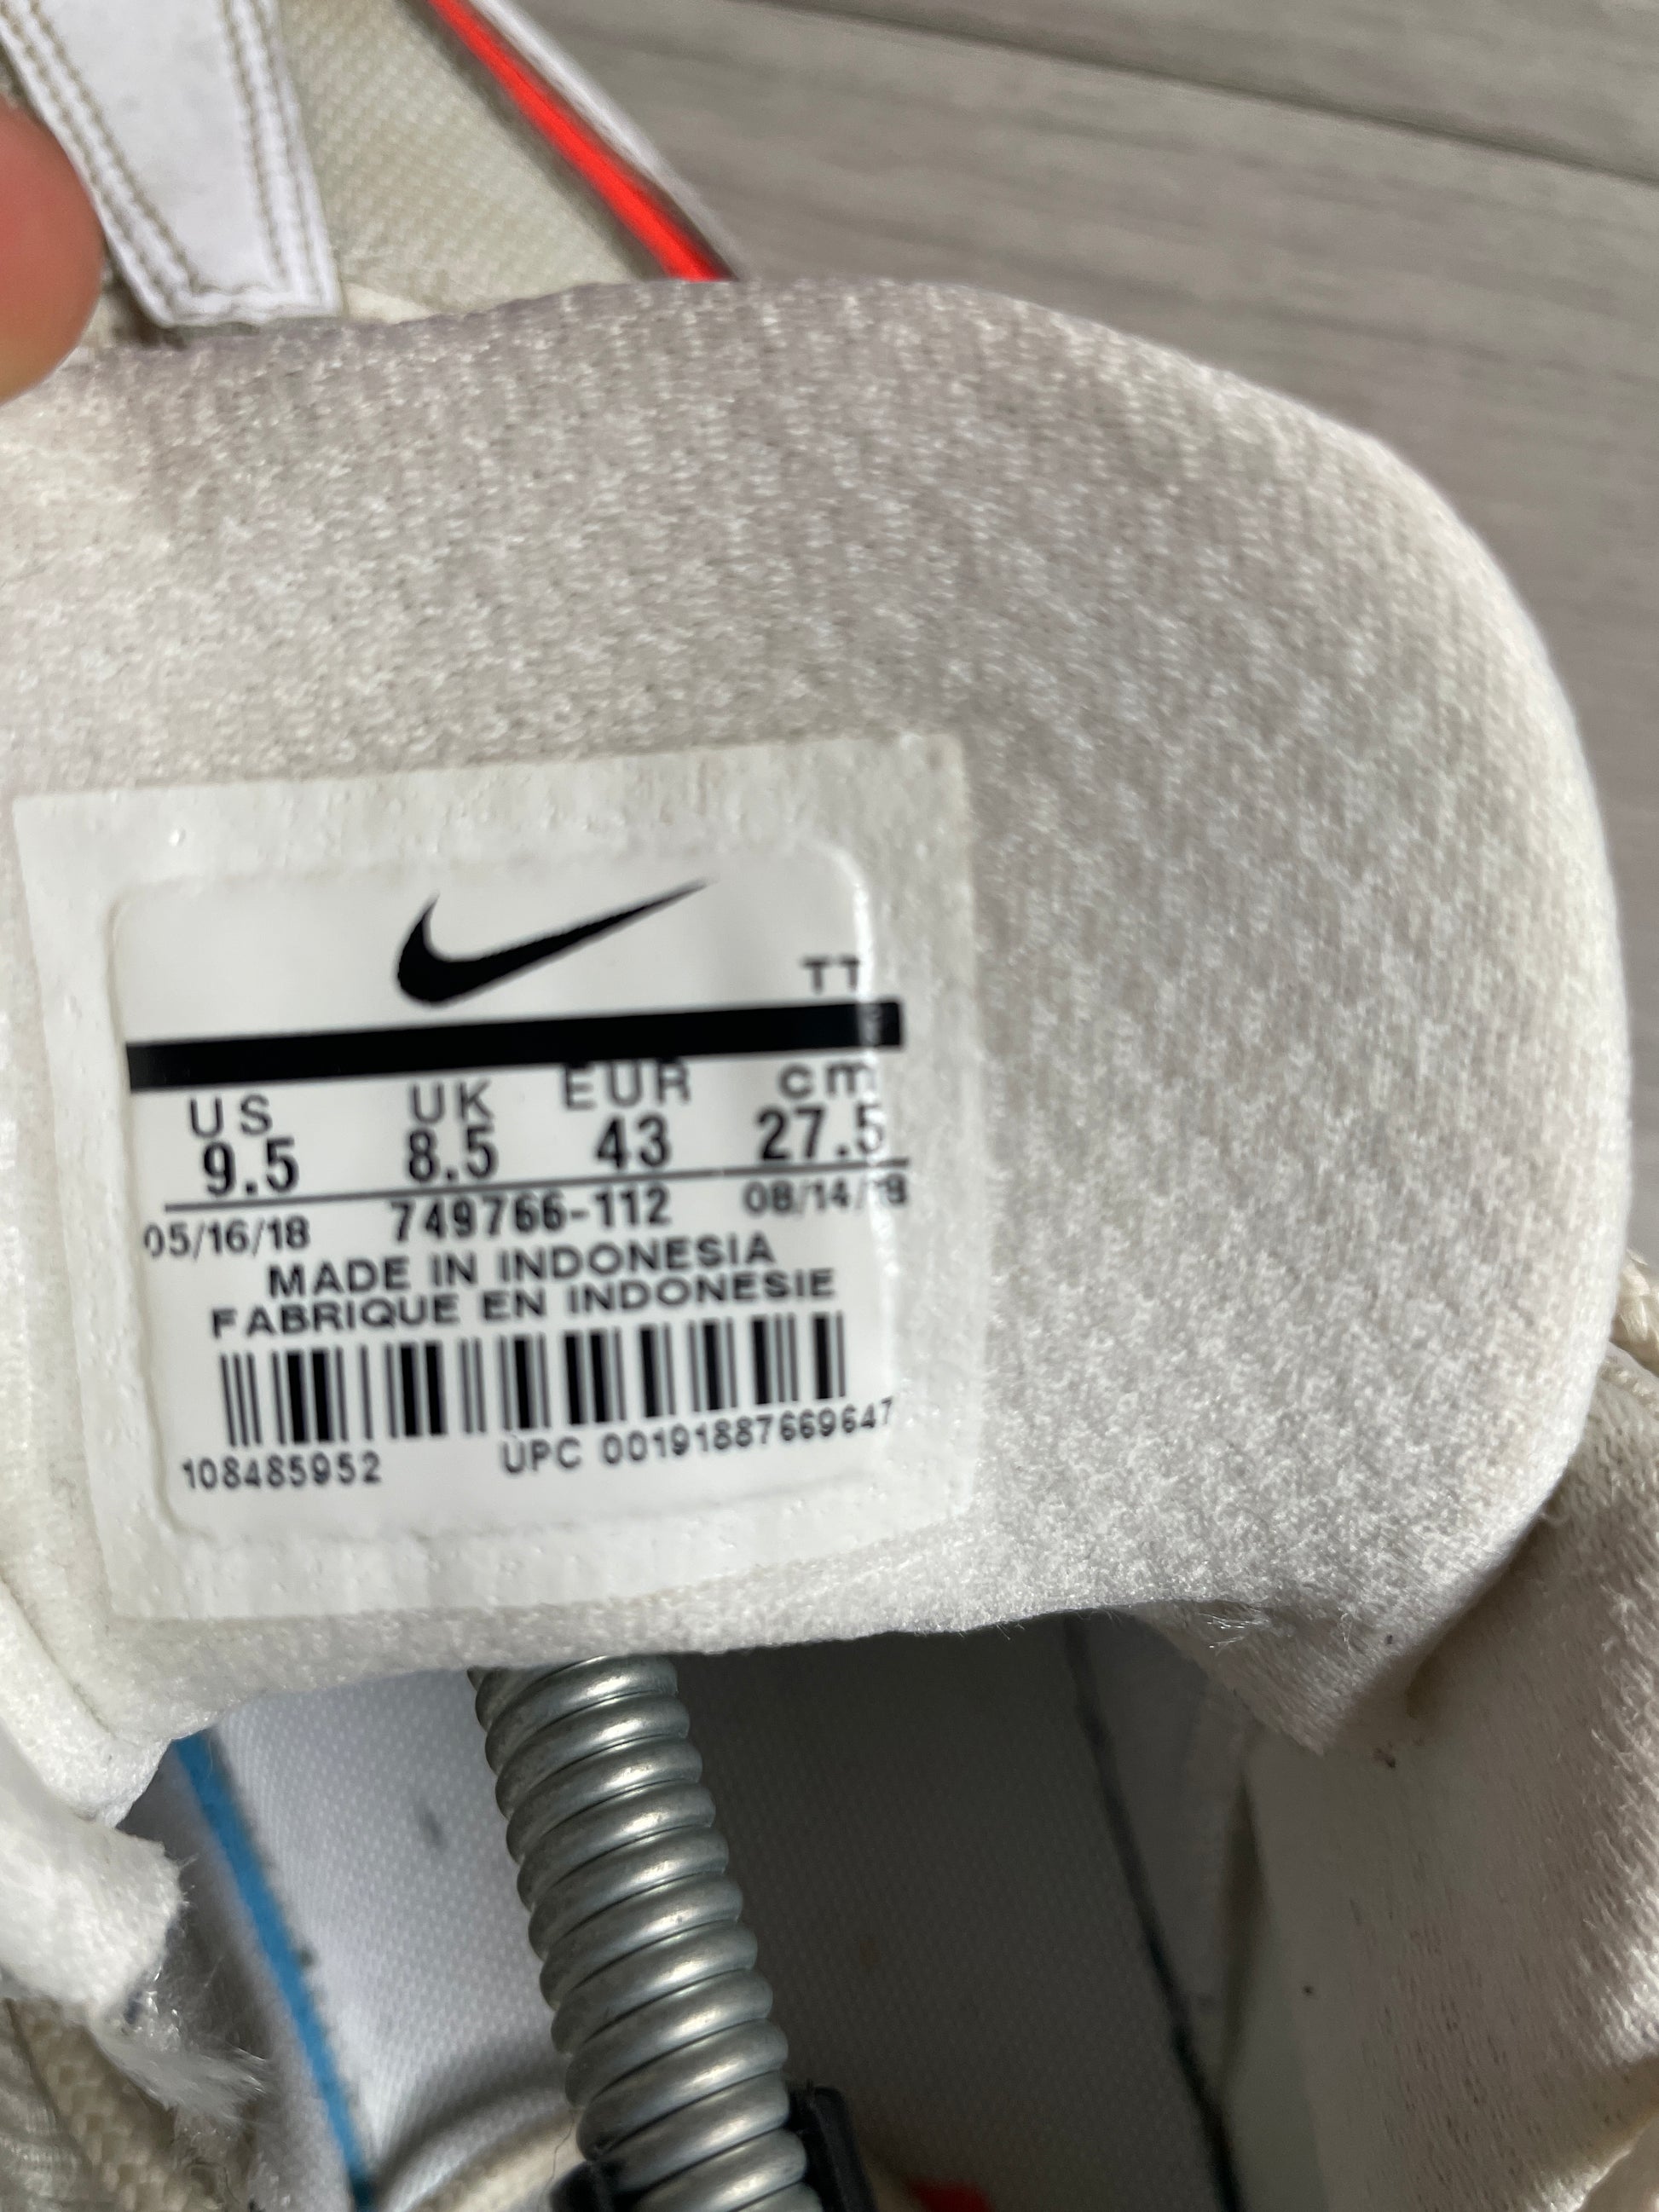 TT
US UK EUR cm
9.5 8.5 43 27.5
05/16/18 749766-112 08/14/18
MADE IN INDONESIA
FABRIQUE EN INDONESIE
108485952 UPC 00191887669647